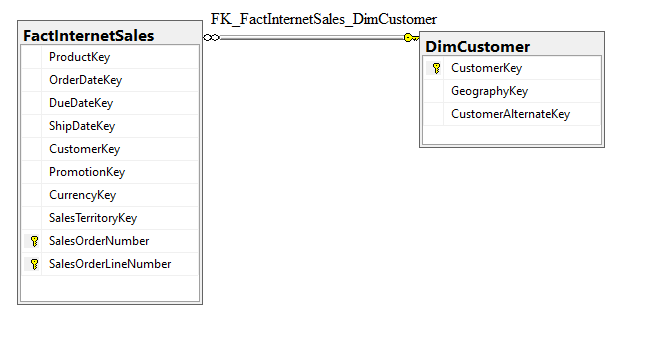 FK_FactInternetSales_DimCustomer
FactInternetSales
ProductKey
OrderDateKey
DueDateKey
ShipDateKey
CustomerKey
PromotionKey
CurrencyKey
SalesTerritoryKey
SalesOrderNumber
SalesOrderLineNumber
DimCustomer
CustomerKey
GeographyKey
CustomerAlternateKey